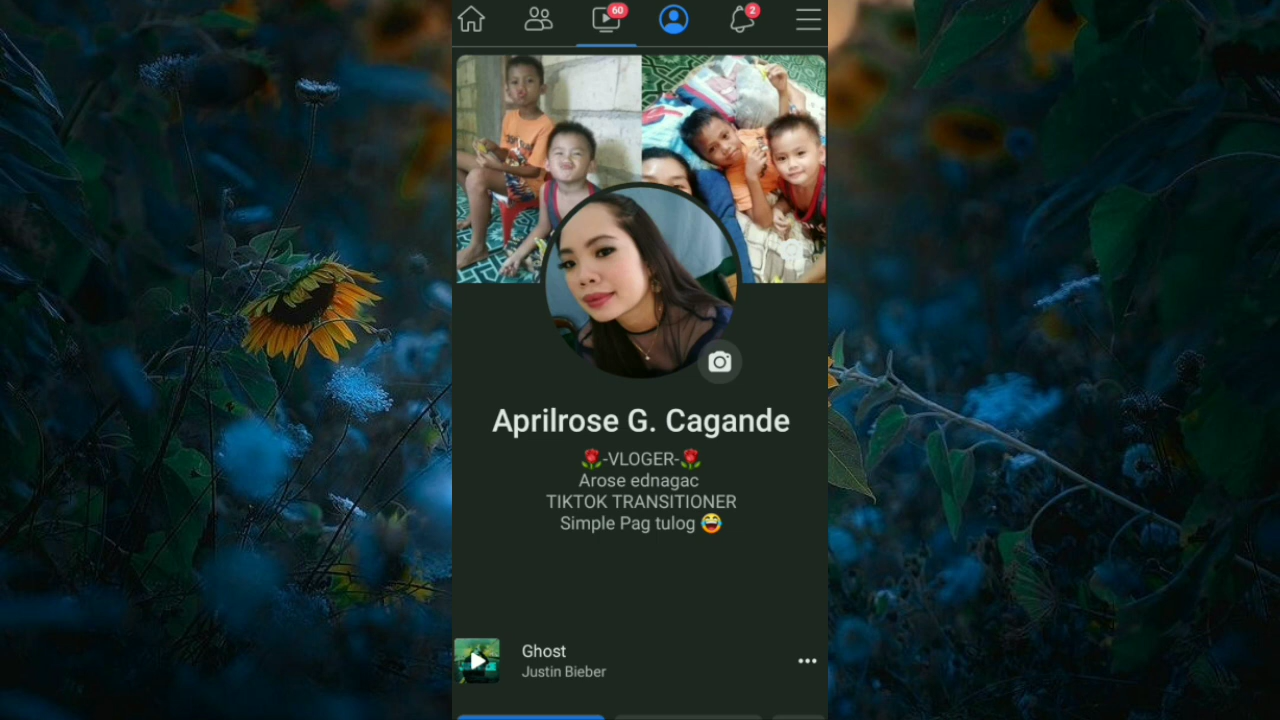 60
2
Aprilrose G. Cagande
🌹-VLOGER-🌹
Arose ednagac
TIKTOK TRANSITIONER
Simple Pag tulog 😂
Ghost
Justin Bieber